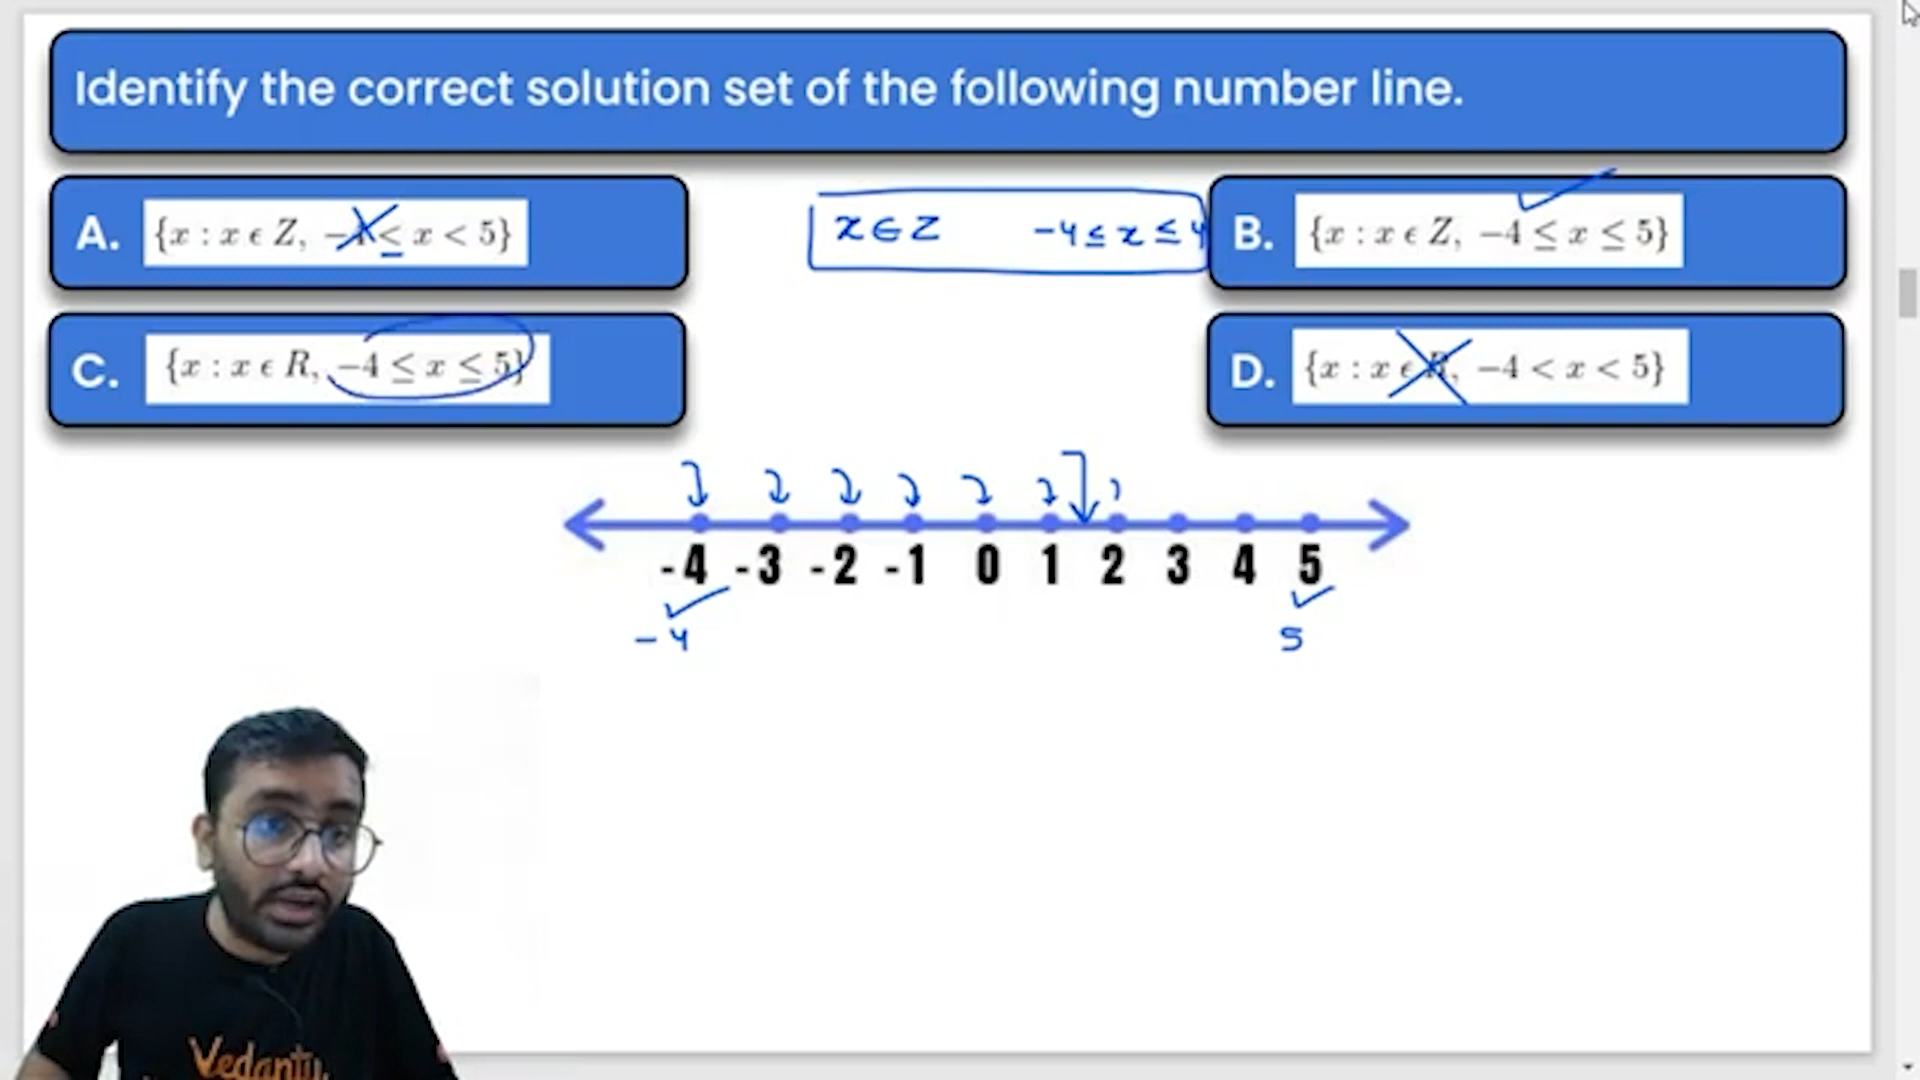 Identify the correct solution set of the following number line.
A. {x : x ϵ Z, −4 ≤ x < 5}
x ∈ Z -4 ≤ x ≤ 4
B. {x : x ϵ Z, −4 ≤ x ≤ 5}
C. {x : x ϵ R, −4 ≤ x ≤ 5}
D. {x : x ϵ R, −4 < x < 5}
-4 -3 -2 -1 0 1 2 3 4 5
-4 5
Vedantu